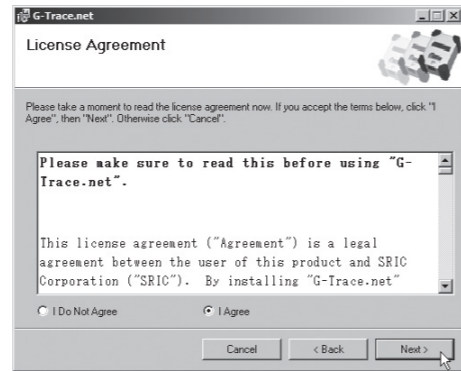 G-Trace.net
License Agreement
Please take a moment to read the license agreement now. If you accept the terms below, click "I
Agree", then "Next". Otherwise click "Cancel".
Please make sure to read this before using "G-
Trace.net".
This license agreement ("Agreement") is a legal
agreement between the user of this product and SRIC
Corporation ("SRIC"). By installing "G-Trace.net"
I Do Not Agree
I Agree
Cancel
< Back
Next >